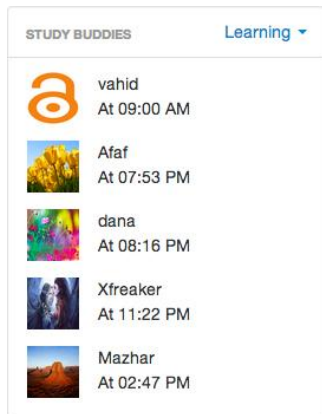 STUDY BUDDIES Learning
vahid
At 09:00 AM
Afaf
At 07:53 PM
dana
At 08:16 PM
Xfreaker
At 11:22 PM
Mazhar
At 02:47 PM